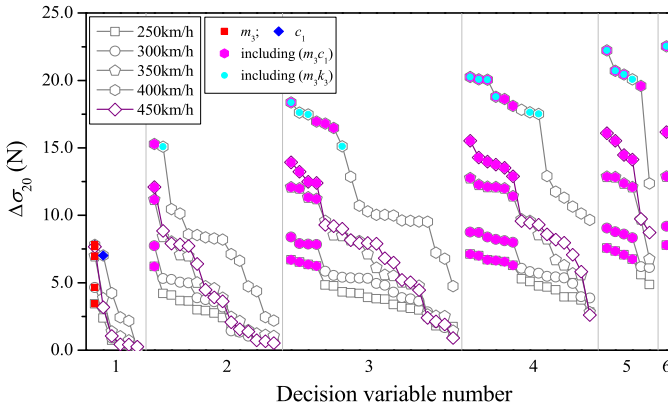 25.0
20.0
15.0
10.0
5.0
0.0
Δσ₂₀ (N)
250km/h
300km/h
350km/h
400km/h
450km/h
m₃; c₁
including (m₃c₁)
including (m₃k₃)
1 2 3 4 5 6
Decision variable number